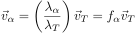 \vec{v}_\alpha = \left( \frac{\lambda_\alpha}{\lambda_T} \right) \vec{v}_T = f_\alpha \vec{v}_T